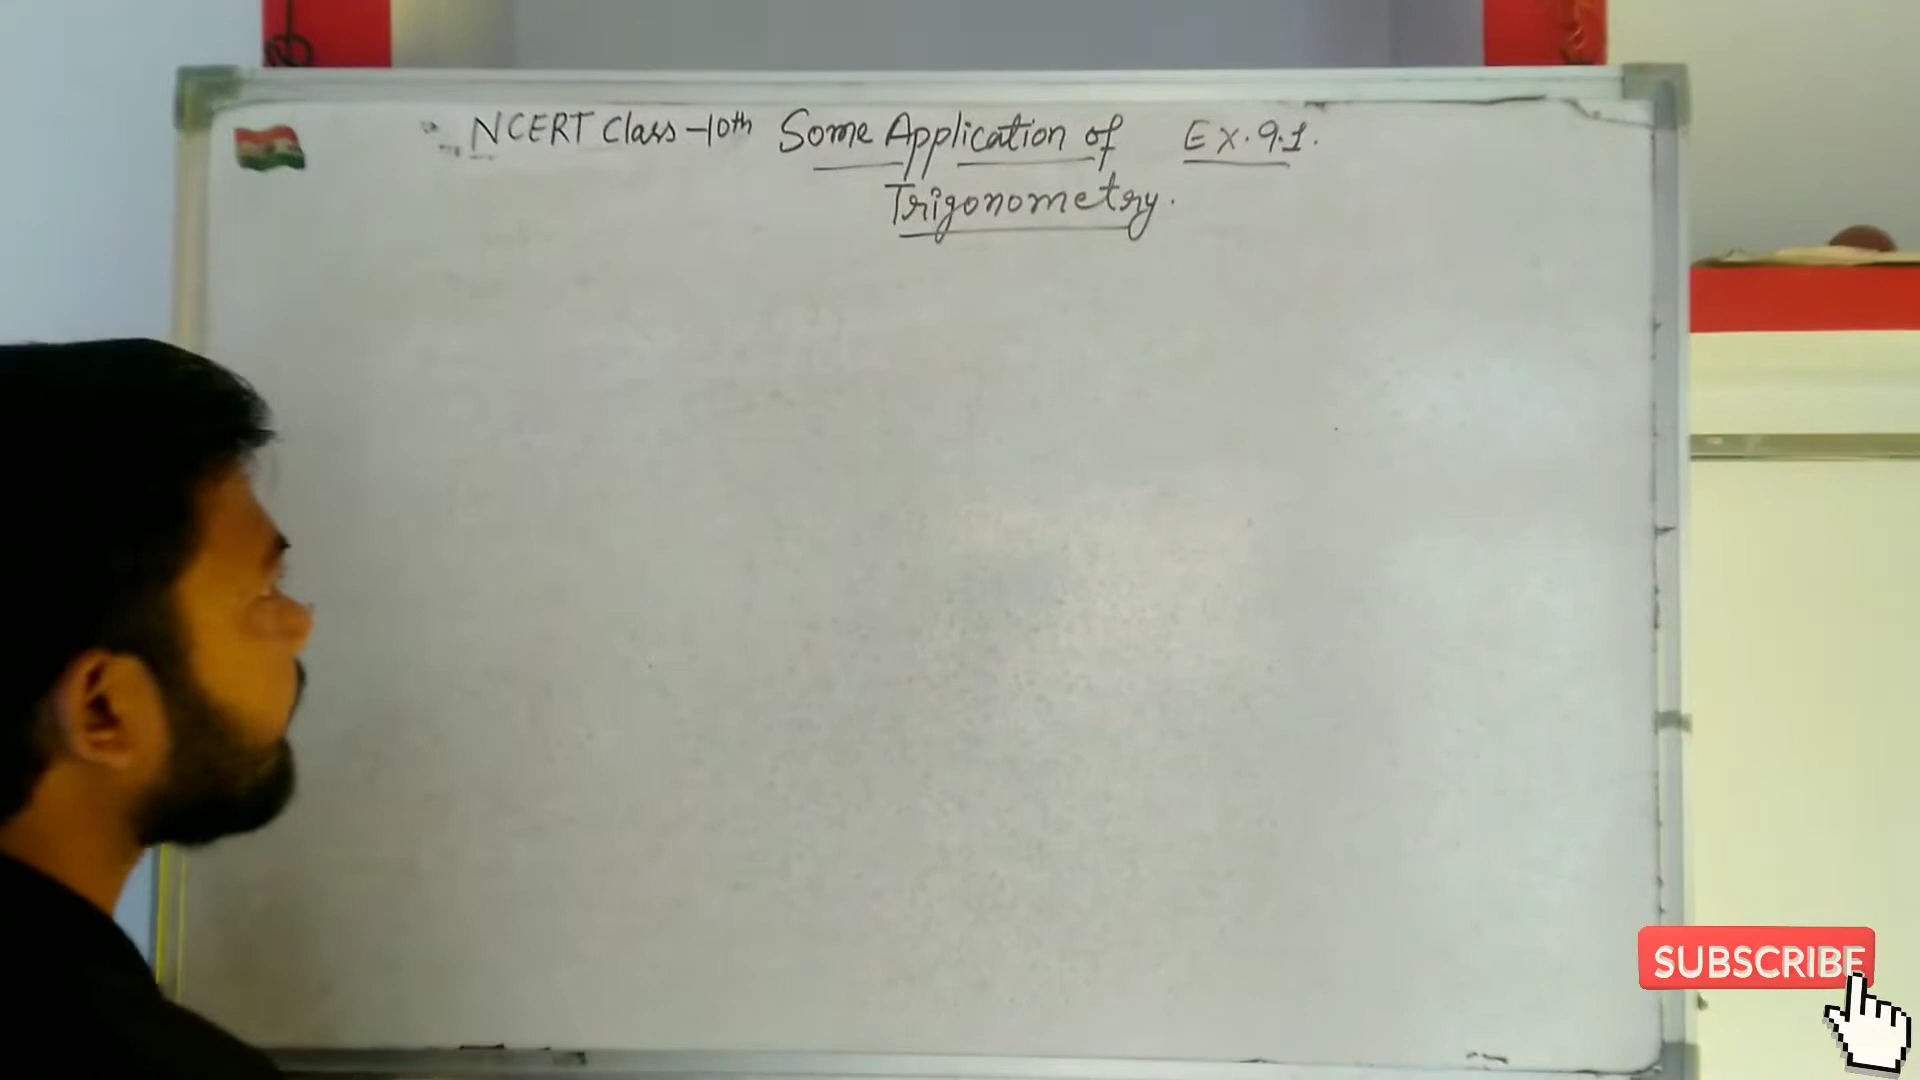 NCERT Class-10th Some Application of Ex. 9.1.
Trigonometry.
SUBSCRIBE